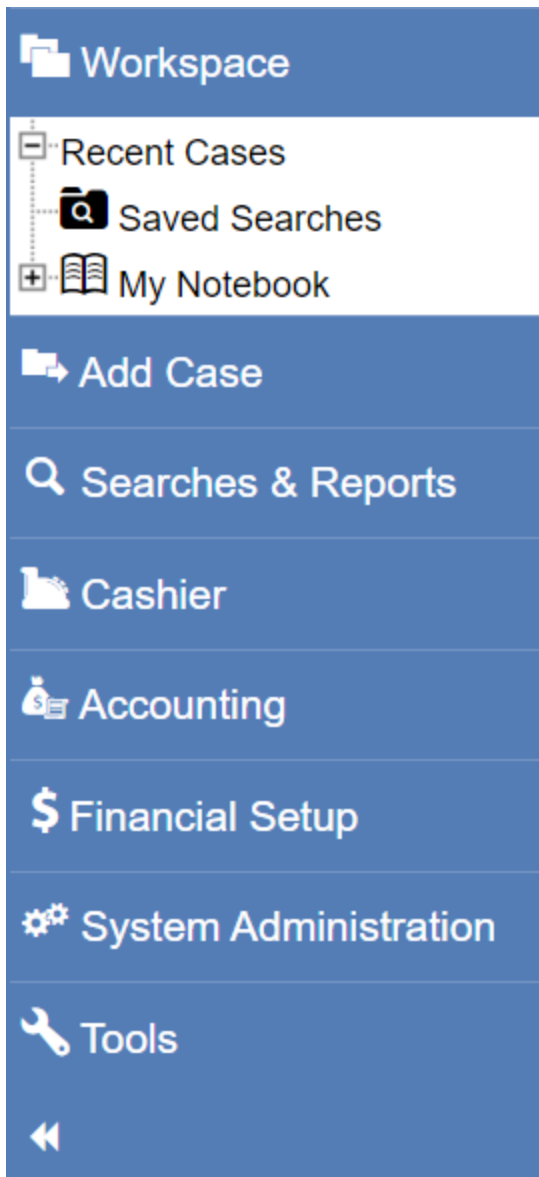 Workspace
Recent Cases
Saved Searches
My Notebook
Add Case
Searches & Reports
Cashier
Accounting
Financial Setup
System Administration
Tools